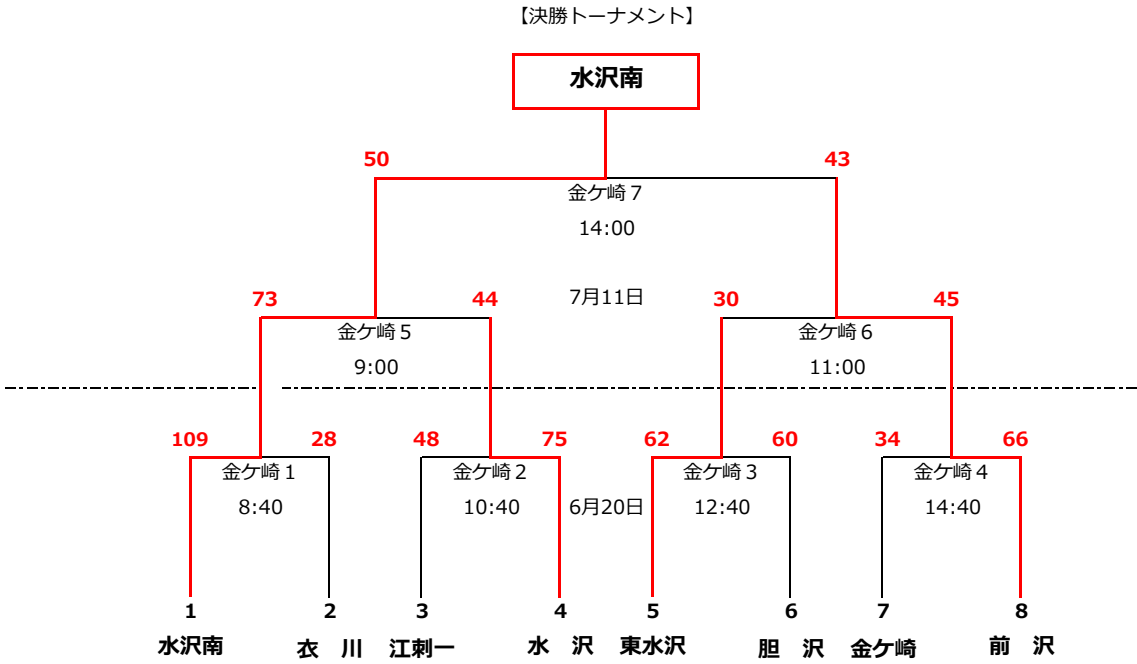 【決勝トーナメント】
水沢南
50 43
金ケ崎７
14:00
73 44 7月11日 30 45
金ケ崎５ 金ケ崎６
9:00 11:00
109 28 48 75 62 60 34 66
金ケ崎１ 金ケ崎２ 金ケ崎３ 金ケ崎４
8:40 10:40 6月20日 12:40 14:40
1 2 3 4 5 6 7 8
水沢南 衣　川 江刺一 水　沢 東水沢 胆　沢 金ケ崎 前　沢